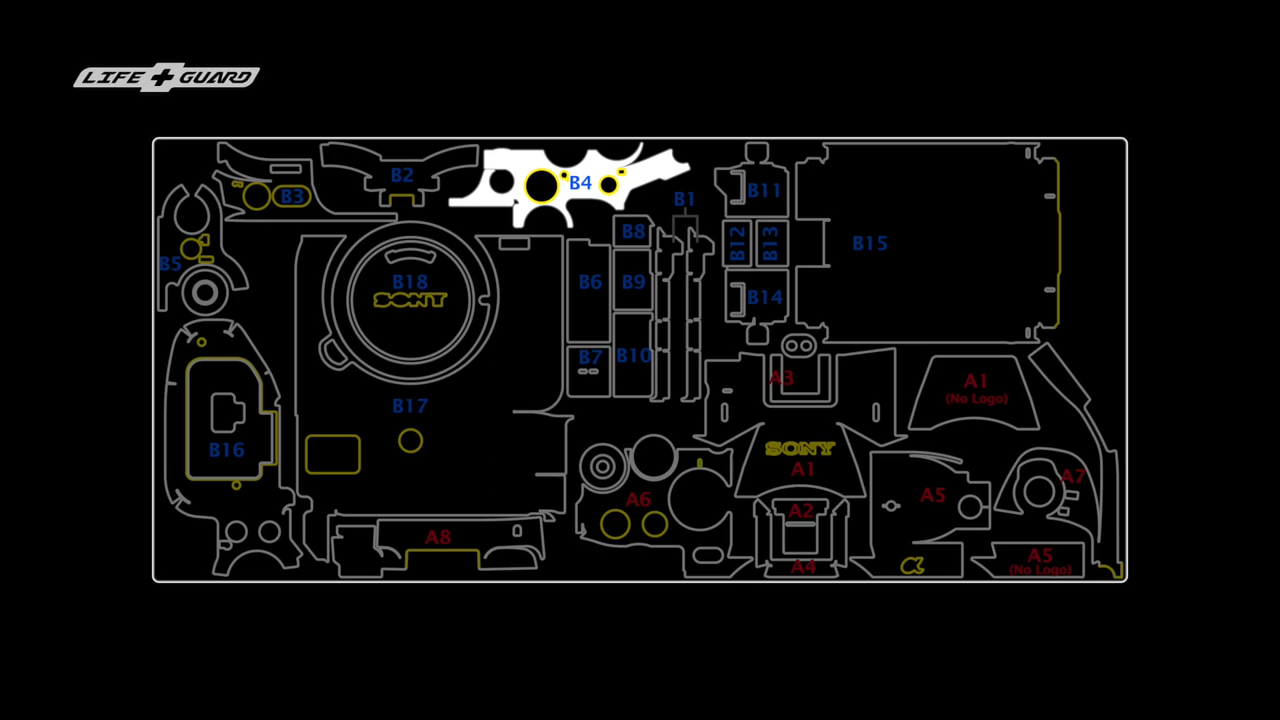 LIFE+GUARD
B2
B4
B3
B1
B11
B8
B12
B13
B15
B5
B18
SONY
B6
B9
B14
B7
B10
A3
A1
(No Logo)
B17
B16
SONY
A1
A7
A6
A5
A2
A8
A5
(No Logo)
A4
α